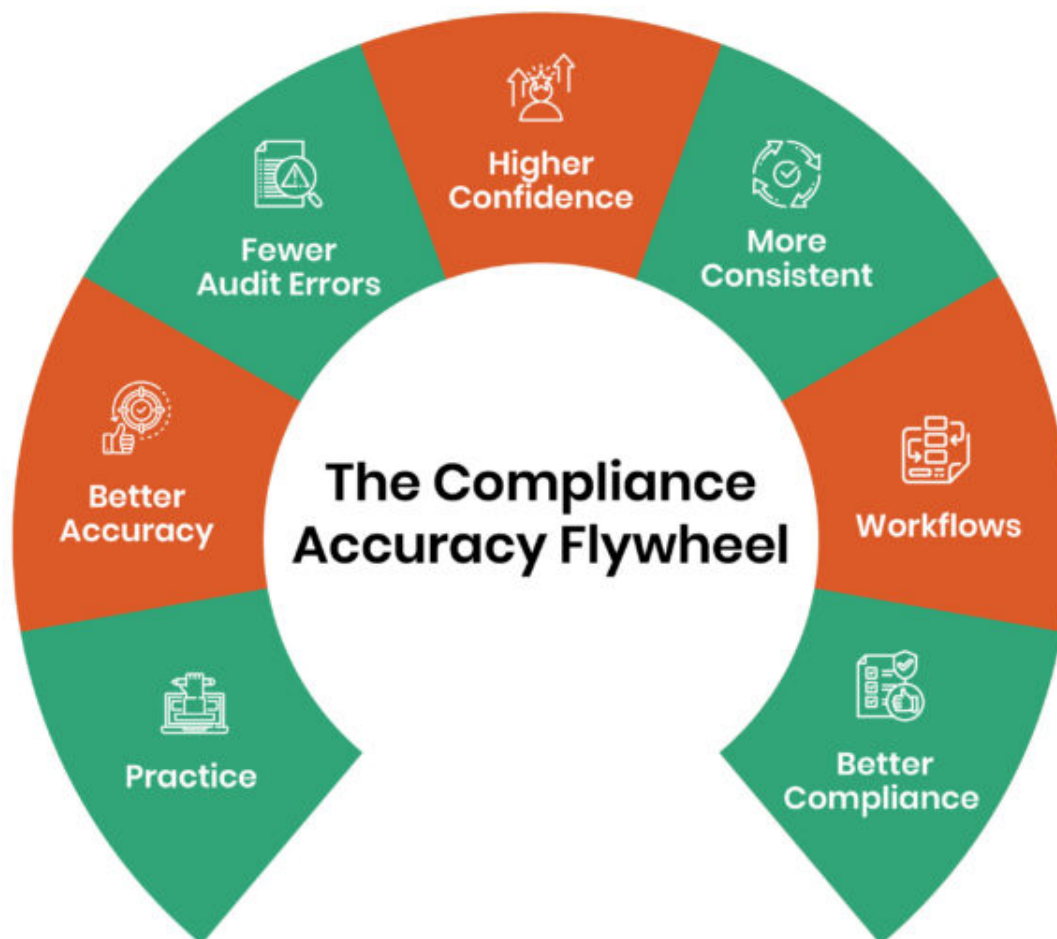 Higher
Confidence
Fewer
Audit Errors
More
Consistent
Better
Accuracy
The Compliance
Accuracy Flywheel
Workflows
Practice
Better
Compliance